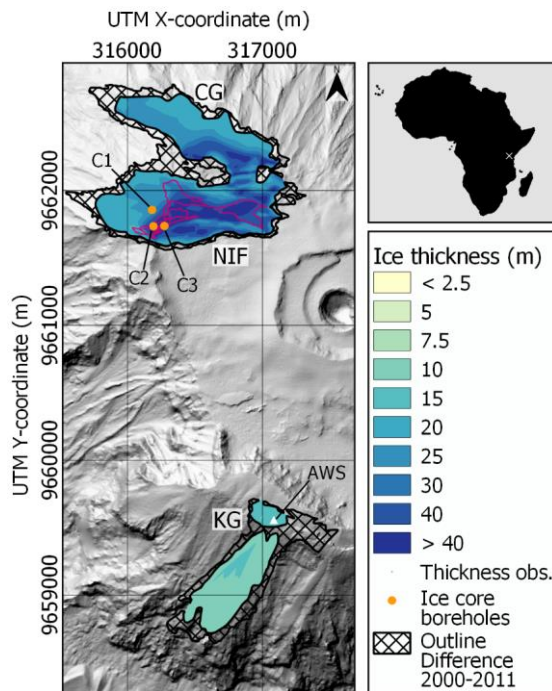 UTM X-coordinate (m)
316000 317000
N
CG
9662000
C1
C2 C3
NIF
9661000
UTM Y-coordinate (m)
9660000
AWS
KG
9659000
Ice thickness (m)
< 2.5
5
7.5
10
15
20
25
30
40
> 40
Thickness obs.
Ice core
boreholes
Outline
Difference
2000-2011